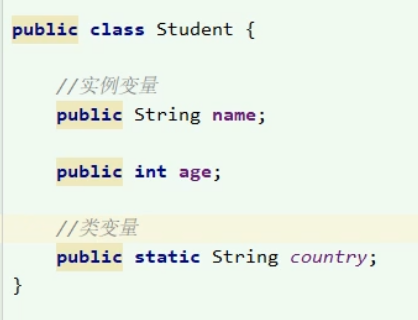 public class Student {
//实例变量
public String name;
public int age;
//类变量
public static String country;
}